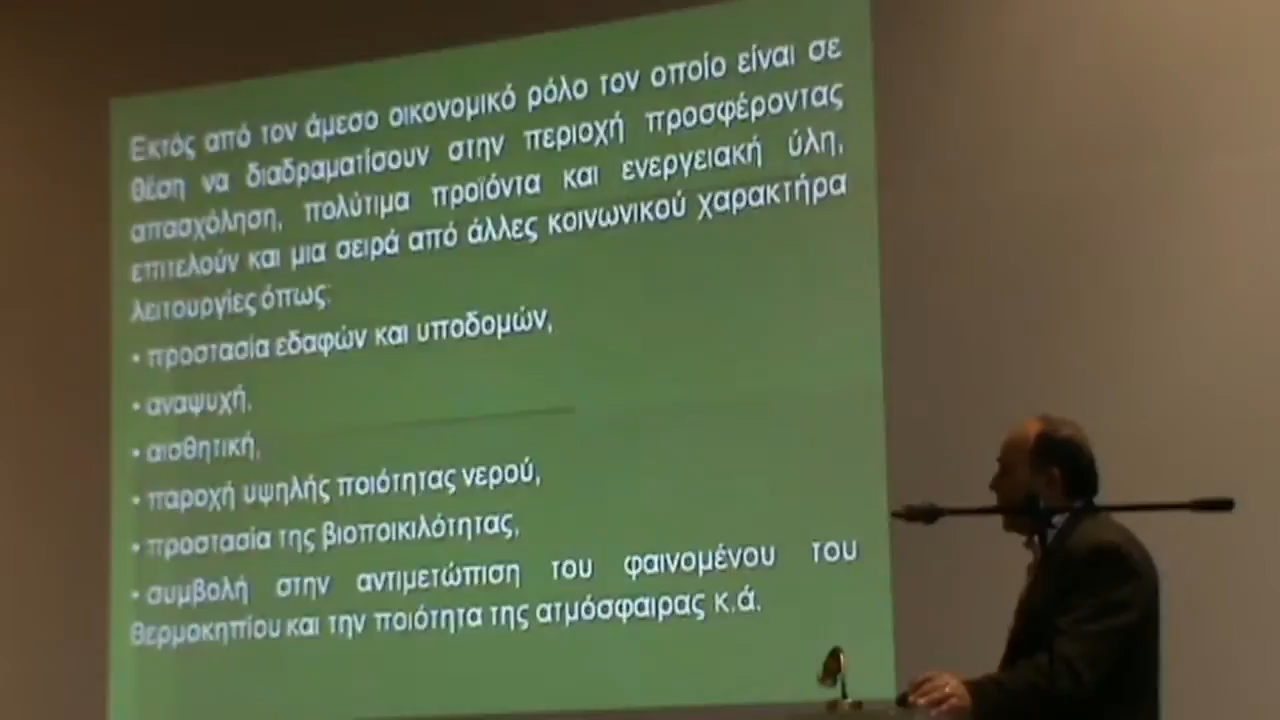 Εκτός από τον άμεσο οικονομικό ρόλο τον οποίο είναι σε
θέση να διαδραματίσουν στην περιοχή προσφέροντας
απασχόληση, πολύτιμα προϊόντα και ενεργειακή ύλη,
επιτελούν και μια σειρά από άλλες κοινωνικού χαρακτήρα
λειτουργίες όπως:
• προστασία εδαφών και υποδομών,
• αναψυχή,
• αισθητική,
• παροχή υψηλής ποιότητας νερού,
• προστασία της βιοποικιλότητας,
• συμβολή στην αντιμετώπιση του φαινομένου του
θερμοκηπίου και την ποιότητα της ατμόσφαιρας κ.ά.